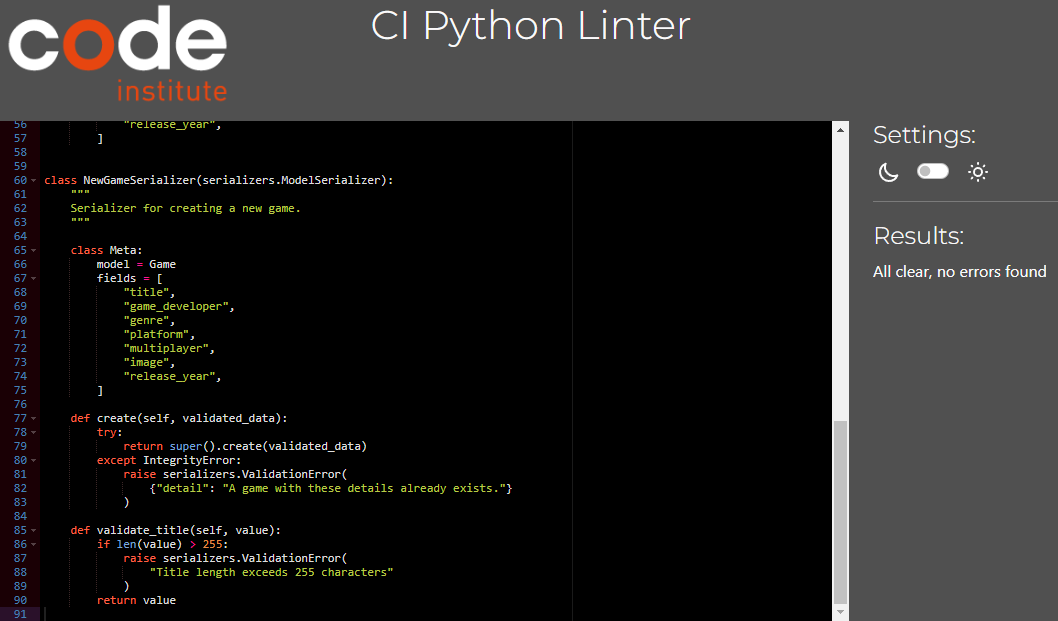 code
institute
CI Python Linter
56 "release_year",
57 ]
58
59
60 class NewGameSerializer(serializers.ModelSerializer):
61 """
62 Serializer for creating a new game.
63 """
64
65 class Meta:
66 model = Game
67 fields = [
68 "title",
69 "game_developer",
70 "genre",
71 "platform",
72 "multiplayer",
73 "image",
74 "release_year",
75 ]
76
77 def create(self, validated_data):
78 try:
79 return super().create(validated_data)
80 except IntegrityError:
81 raise serializers.ValidationError(
82 {"detail": "A game with these details already exists."}
83 )
84
85 def validate_title(self, value):
86 if len(value) > 255:
87 raise serializers.ValidationError(
88 "Title length exceeds 255 characters"
89 )
90 return value
91
Settings:
Results:
All clear, no errors found